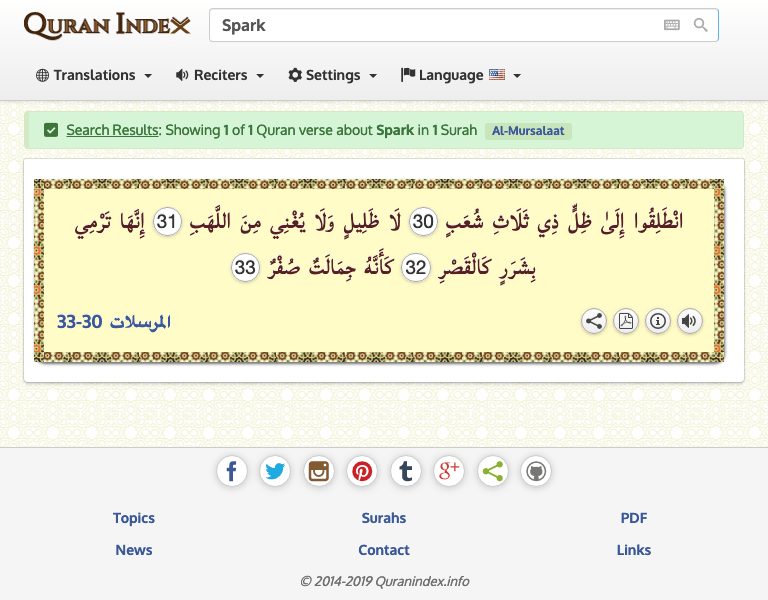 QURAN INDEX
Spark
Translations Reciters Settings Language
Search Results: Showing 1 of 1 Quran verse about Spark in 1 Surah Al-Mursalaat
انْطَلِقُوا إِلَىٰ ظِلٍّ ذِي ثَلَاثِ شُعَبٍ 30 لَا ظَلِيلٍ وَلَا يُغْنِي مِنَ اللَّهَبِ 31 إِنَّهَا تَرْمِي
بِشَرَرٍ كَالْقَصْرِ 32 كَأَنَّهُ جِمَالَتٌ صُفْرٌ 33
المرسلات 30-33
f t g+
Topics Surahs PDF
News Contact Links
© 2014-2019 Quranindex.info